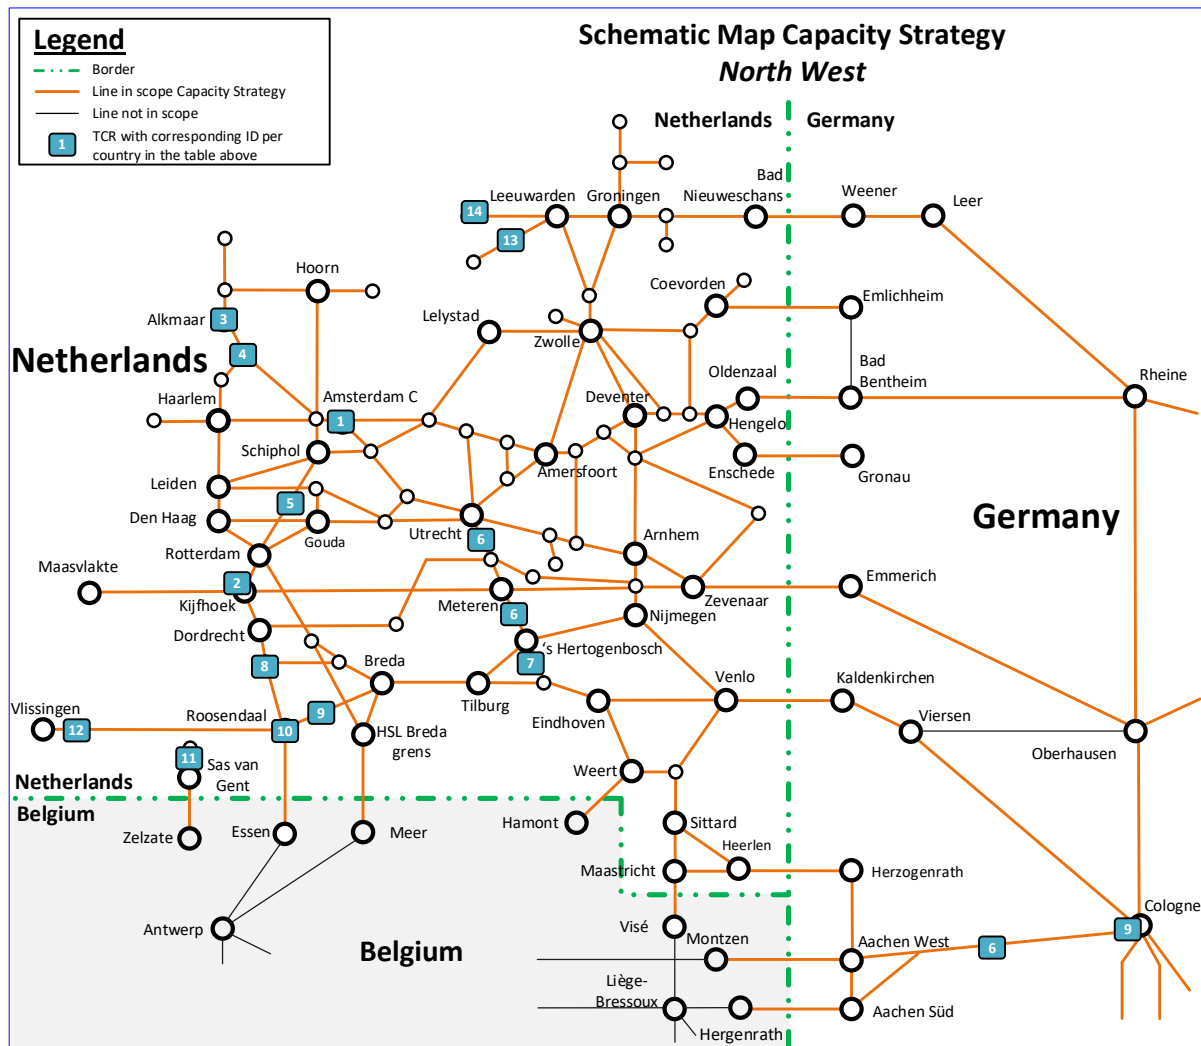 Legend
Border
Line in scope Capacity Strategy
Line not in scope
1
TCR with corresponding ID per
country in the table above
Schematic Map Capacity Strategy
North West
Netherlands
Germany
Bad
Nieuweschans
Leeuwarden
Groningen
Weener
Leer
14
13
Hoorn
Coevorden
Emlichheim
Alkmaar
3
Lelystad
Zwolle
Netherlands
4
Oldenzaal
Bad
Bentheim
Rheine
Haarlem
Amsterdam C
1
Deventer
Hengelo
Schiphol
Amersfoort
Enschede
Gronau
Leiden
5
Den Haag
Gouda
Utrecht
6
Germany
Rotterdam
Arnhem
Maasvlakte
2
Kijfhoek
Meteren
Zevenaar
Emmerich
6
Nijmegen
Dordrecht
's Hertogenbosch
8
7
Breda
Tilburg
Venlo
Kaldenkirchen
Vlissingen
12
Roosendaal
9
10
HSL Breda
grens
Eindhoven
Viersen
Oberhausen
11
Sas van
Gent
Weert
Netherlands
Belgium
Zelzate
Essen
Meer
Hamont
Sittard
Heerlen
Maastricht
Herzogenrath
Antwerp
Belgium
Visé
Montzen
Aachen West
6
Cologne
9
Liège-
Bressoux
Hergenrath
Aachen Süd